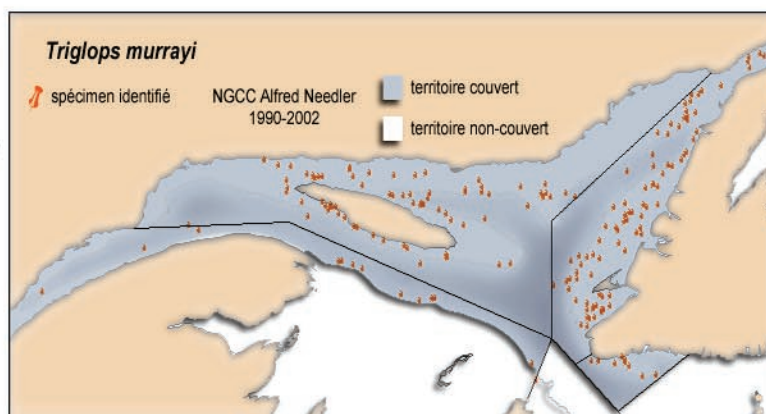 Triglops murrayi
spécimen identifié
NGCC Alfred Needler
1990-2002
territoire couvert
territoire non-couvert